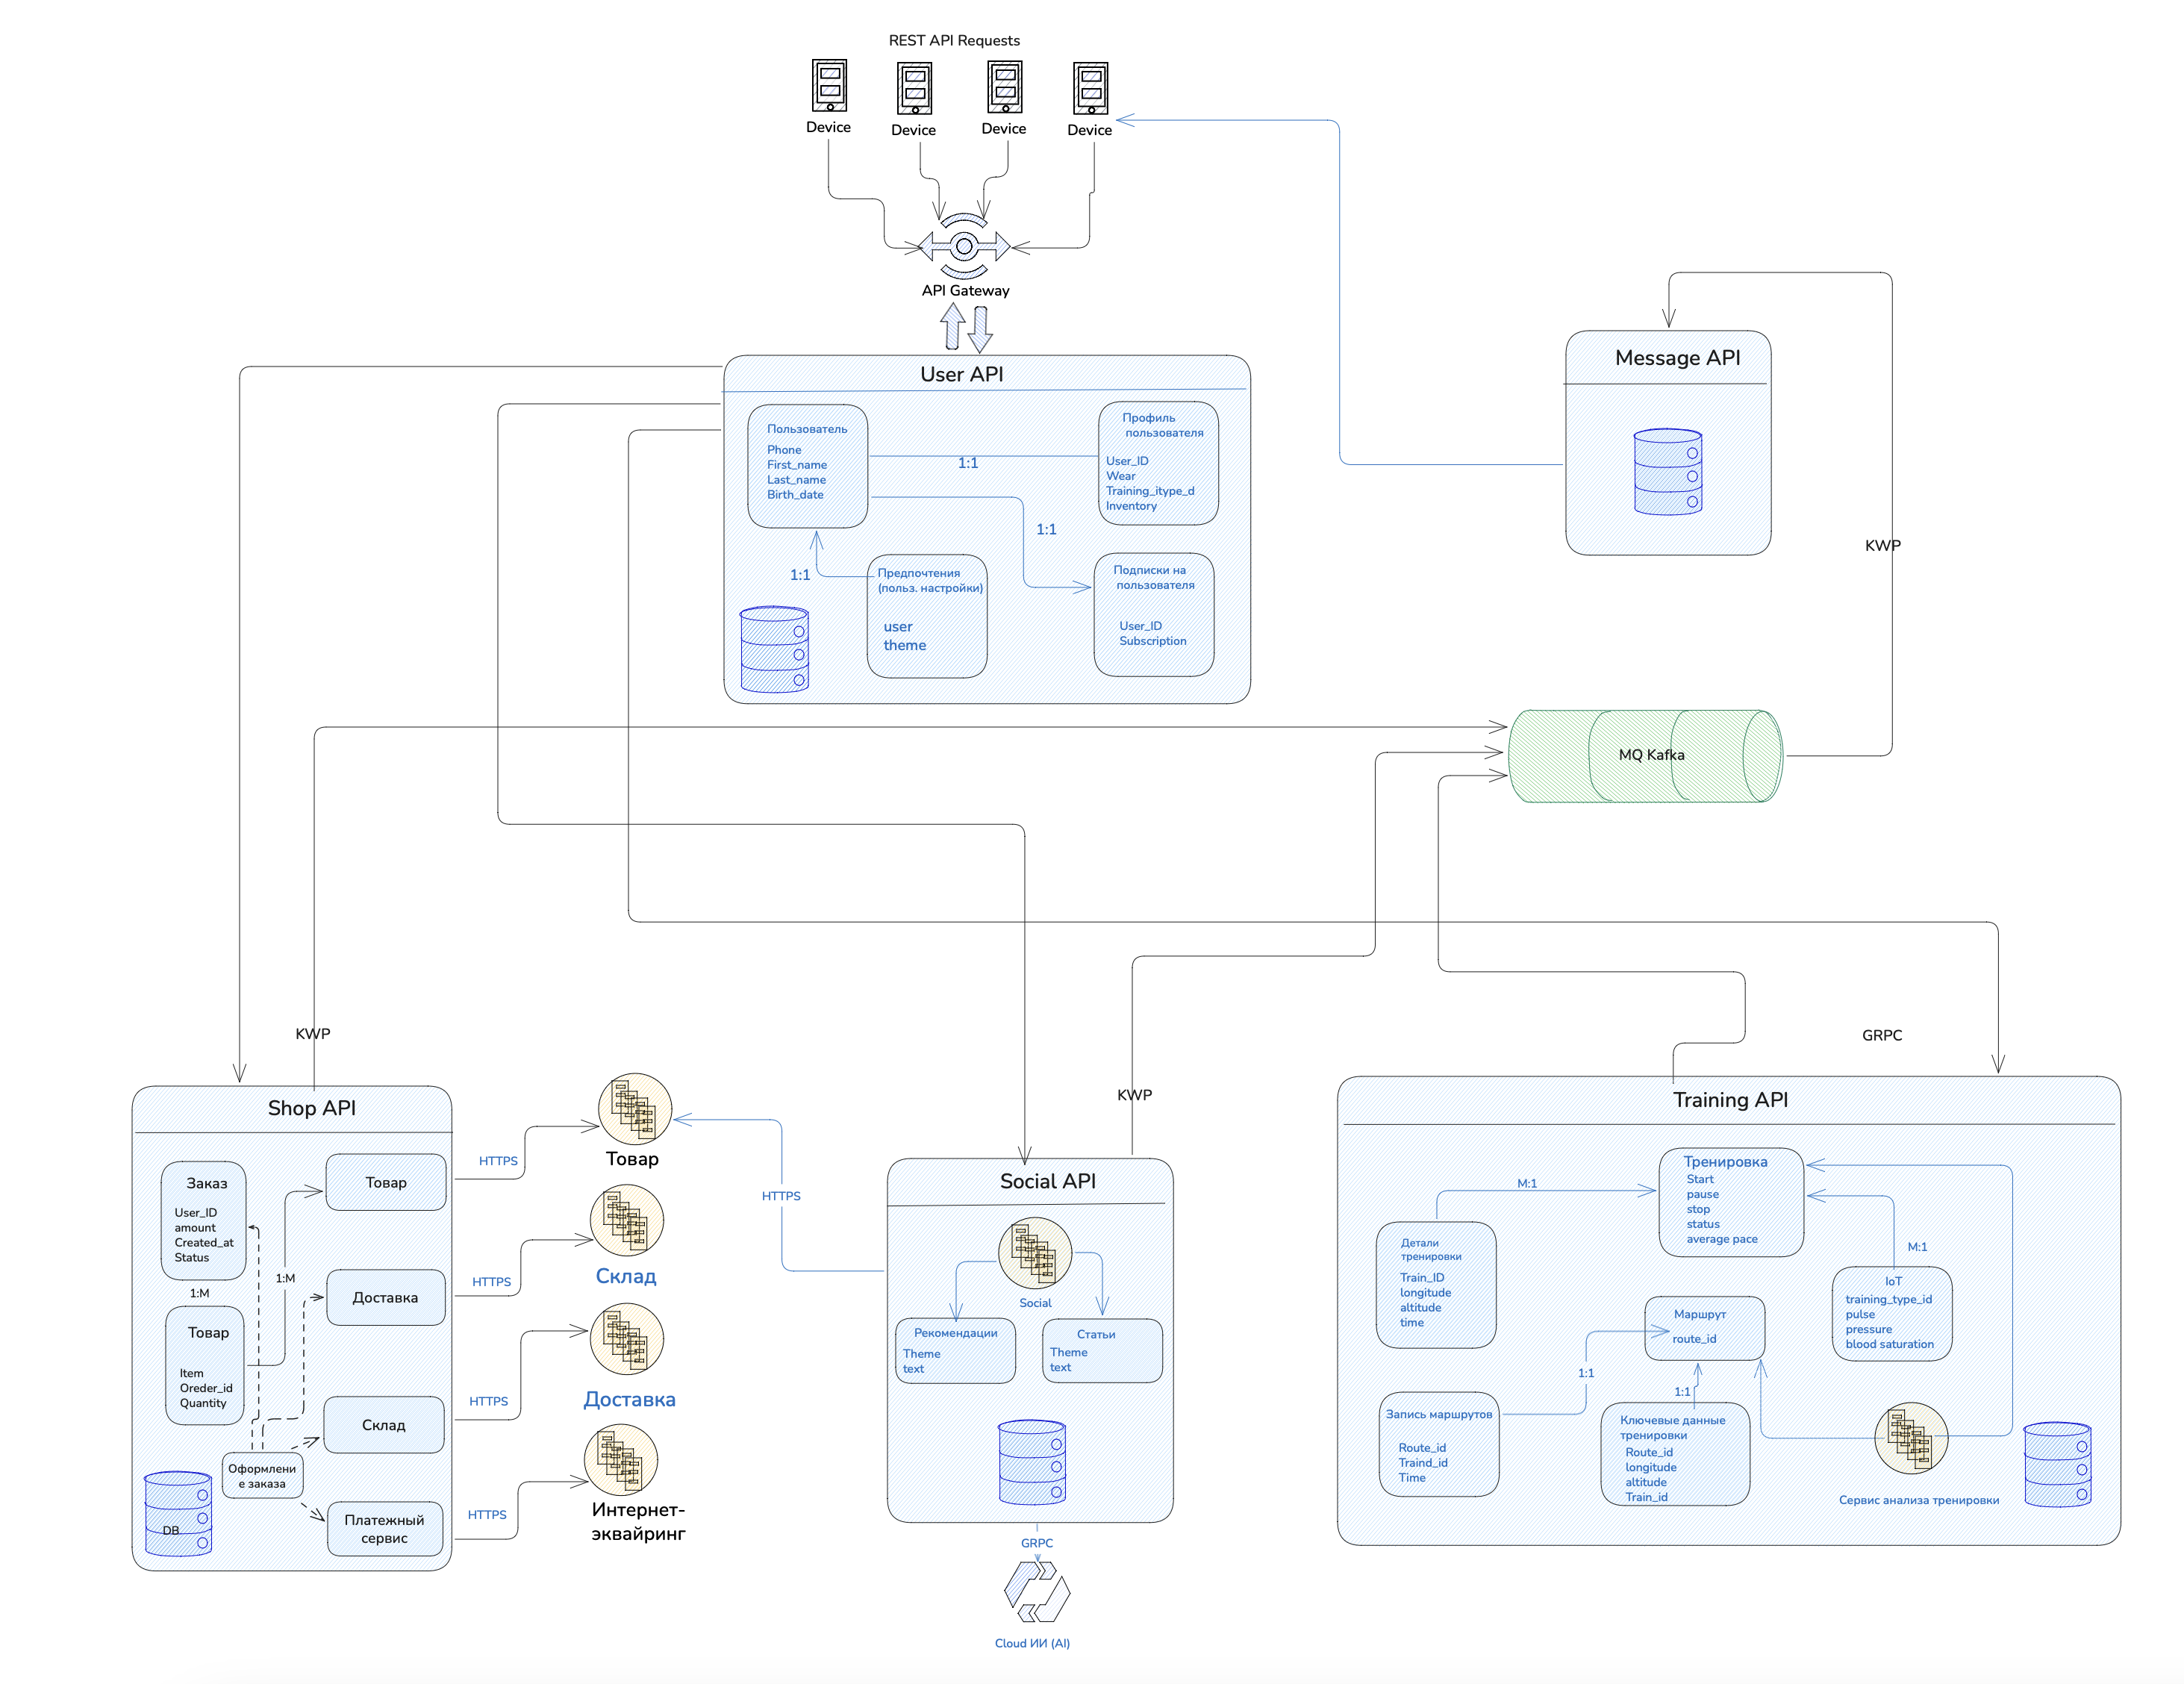 REST API Requests
Device
Device
Device
Device
API Gateway
User API
Пользователь
Phone
First_name
Last_name
Birth_date
1:1
Профиль
пользователя
User_ID
Wear
Training_itype_d
Inventory
1:1
1:1
Предпочтения
(польз. настройки)
user
theme
Подписки на
пользователя
User_ID
Subscription
Message API
KWP
MQ Kafka
KWP
KWP
GRPC
Shop API
Заказ
User_ID
amount
Created_at
Status
1:M
Товар
Item
Oreder_id
Quantity
1:M
Товар
Доставка
Склад
Оформлени
е заказа
Платежный
сервис
DB
HTTPS
HTTPS
HTTPS
HTTPS
Товар
Склад
Доставка
Интернет-
эквайринг
HTTPS
Social API
Social
Рекомендации
Theme
text
Статьи
Theme
text
GRPC
Cloud ИИ (AI)
Training API
Тренировка
Start
pause
stop
status
average pace
M:1
Детали
тренировки
Train_ID
longitude
altitude
time
M:1
IoT
training_type_id
pulse
pressure
blood saturation
Маршрут
route_id
1:1
1:1
Запись маршрутов
Route_id
Traind_id
Time
Ключевые данные
тренировки
Route_id
longitude
altitude
Train_id
Сервис анализа тренировки